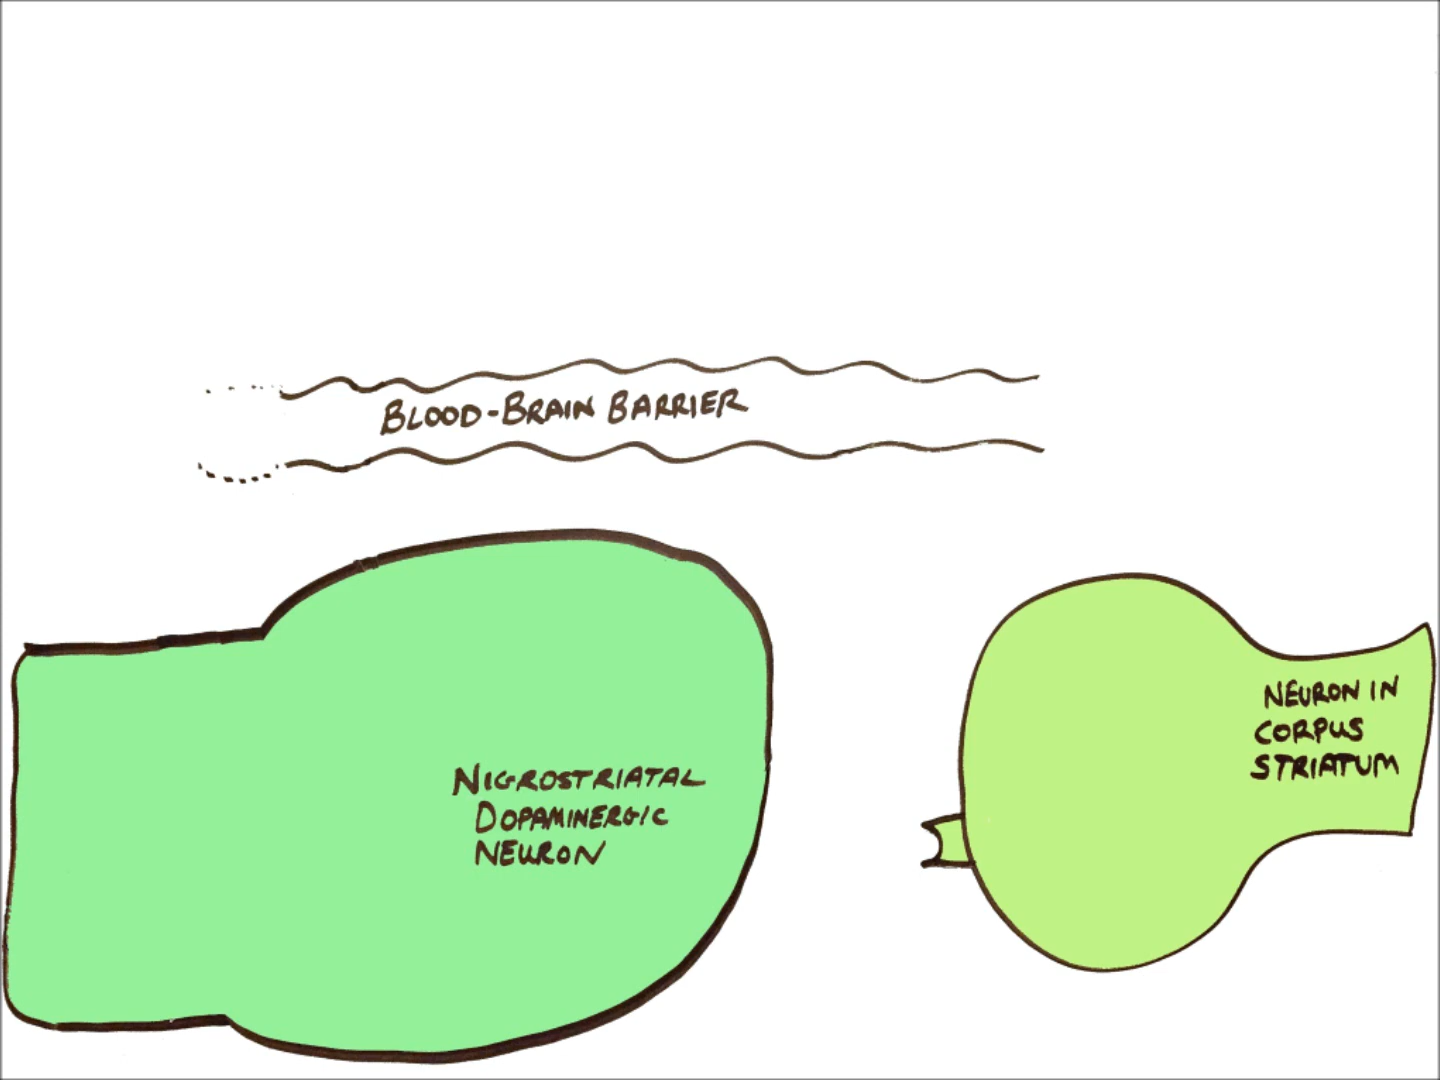 BLOOD-BRAIN BARRIER
NIGROSTRIATAL
DOPAMINERGIC
NEURON
NEURON IN
CORPUS
STRIATUM